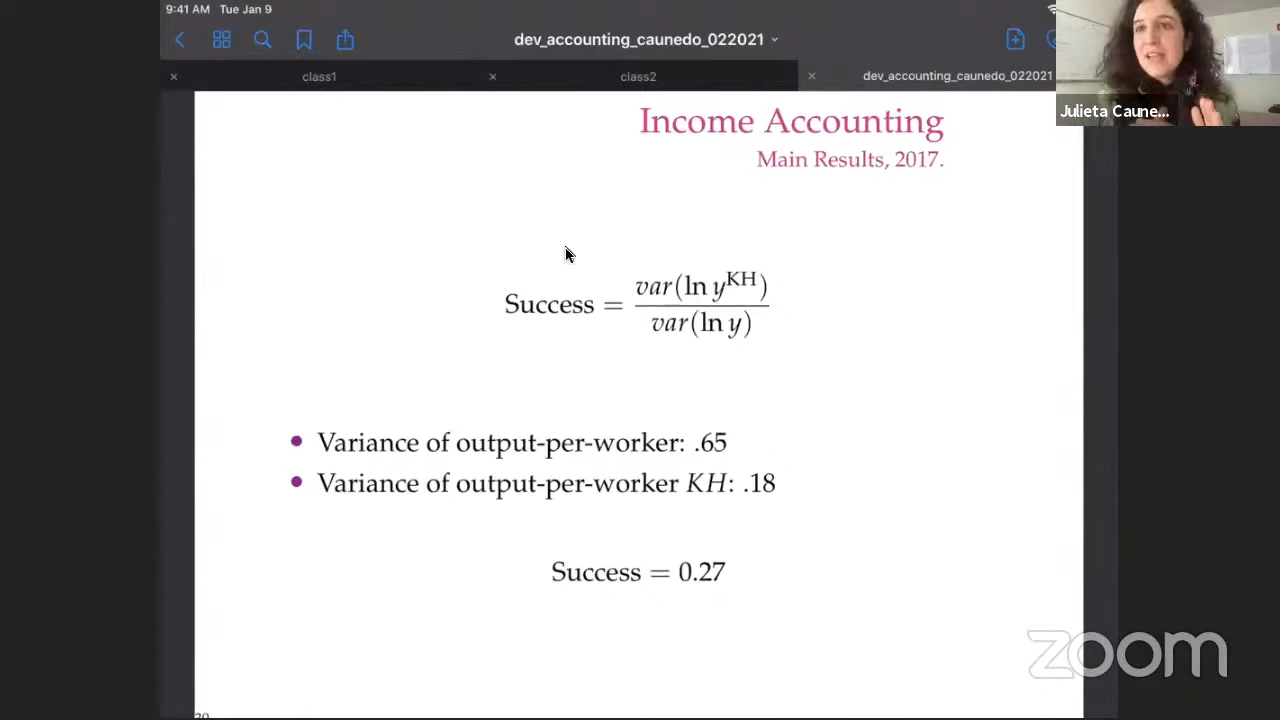 9:41 AM Tue Jan 9
dev_accounting_caunedo_022021
class1
class2
dev_accounting_caunedo_022021
Julieta Caune...
Income Accounting
Main Results, 2017.
Success = var(ln y^KH) / var(ln y)
• Variance of output-per-worker: .65
• Variance of output-per-worker KH: .18
Success = 0.27
zoom